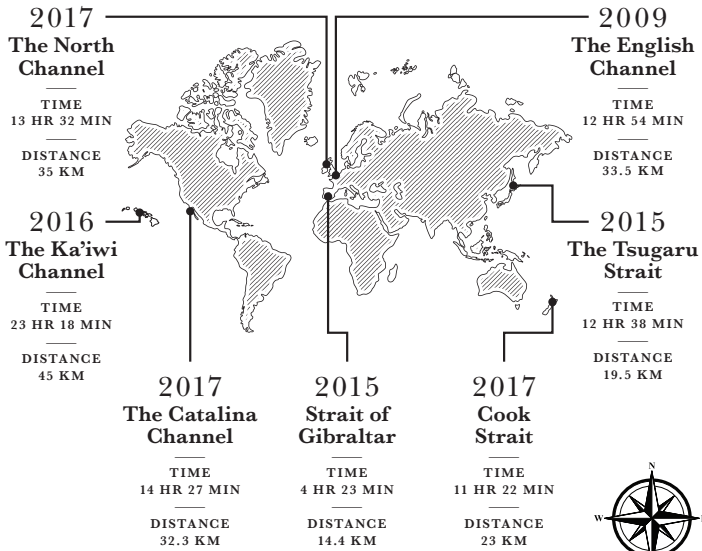 2017
The North
Channel
TIME
13 HR 32 MIN
DISTANCE
35 KM
2009
The English
Channel
TIME
12 HR 54 MIN
DISTANCE
33.5 KM
2016
The Ka'iwi
Channel
TIME
23 HR 18 MIN
DISTANCE
45 KM
2015
The Tsugaru
Strait
TIME
12 HR 38 MIN
DISTANCE
19.5 KM
2017
The Catalina
Channel
TIME
14 HR 27 MIN
DISTANCE
32.3 KM
2015
Strait of
Gibraltar
TIME
4 HR 23 MIN
DISTANCE
14.4 KM
2017
Cook
Strait
TIME
11 HR 22 MIN
DISTANCE
23 KM
N
W